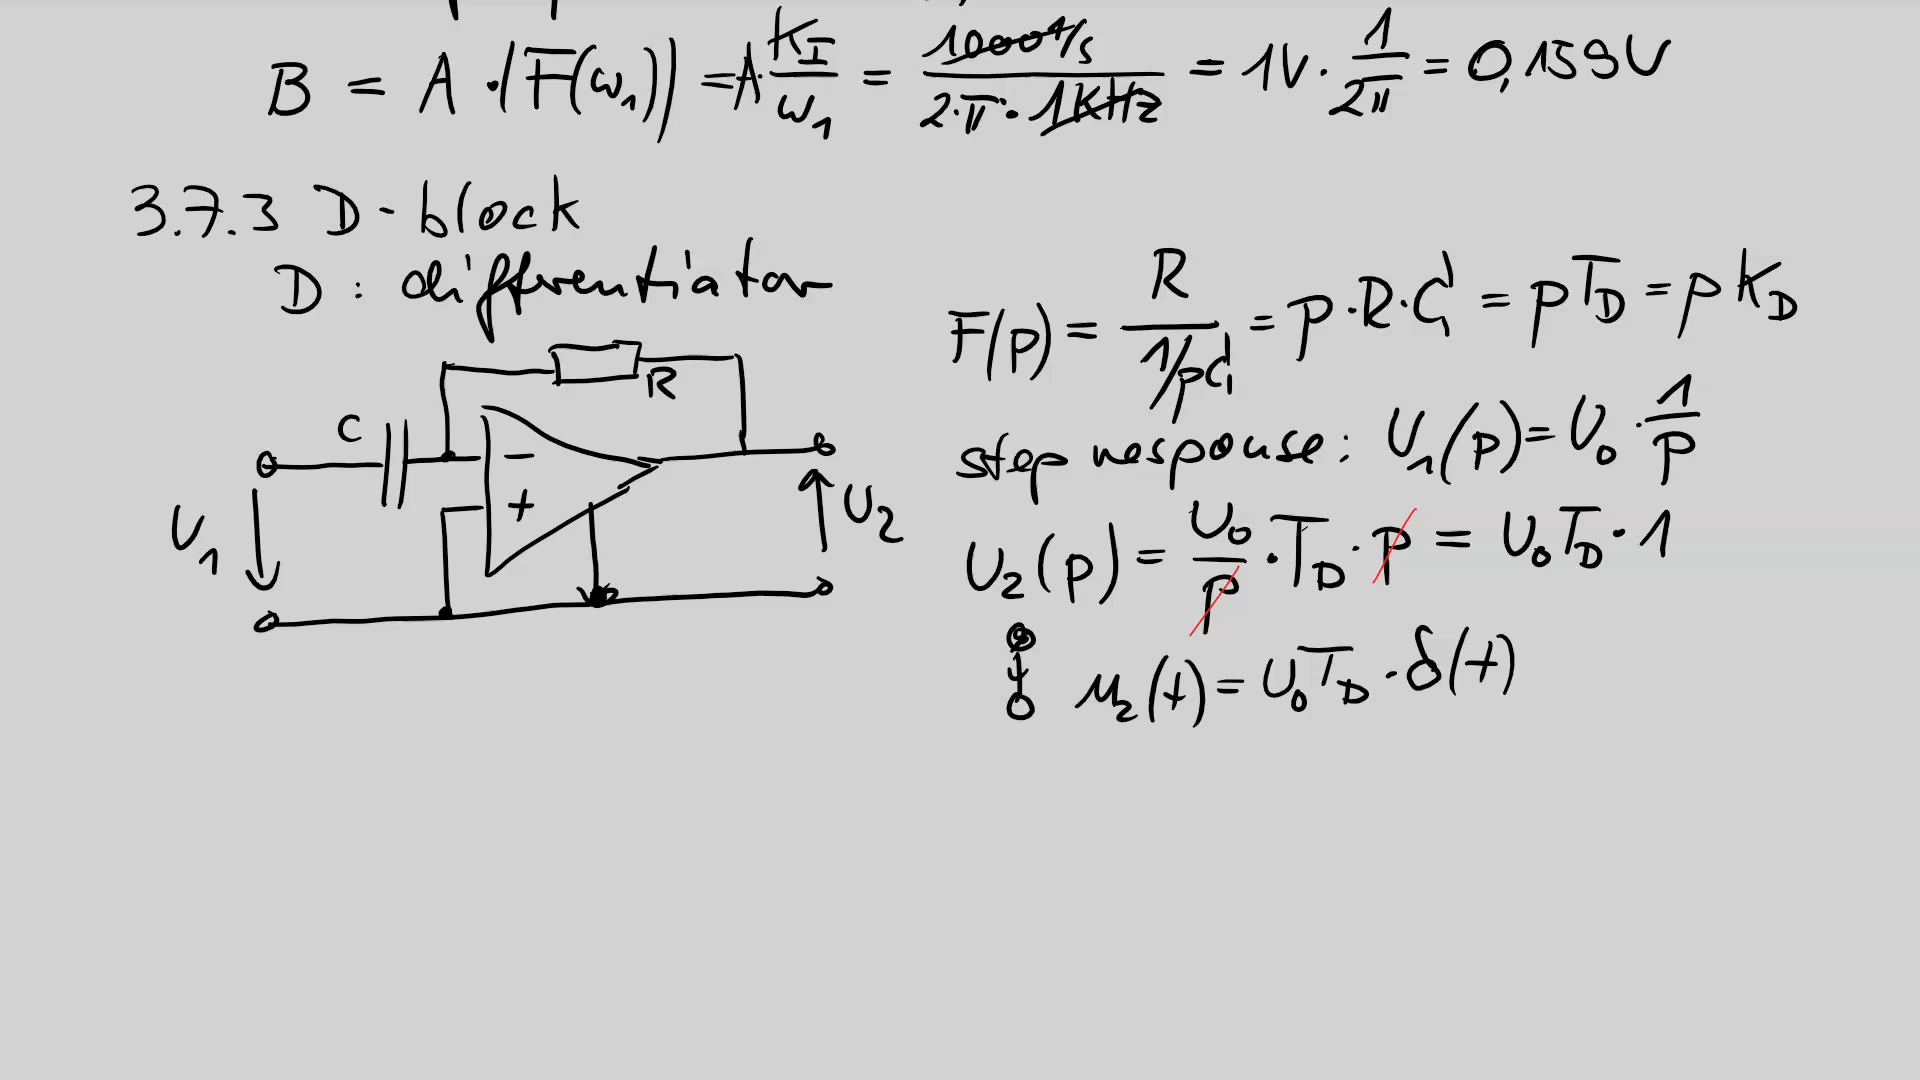 B = A · |F(ω₁)| = A · K_I/ω₁ = 1000 1/s / 2·π·1KHz = 1V · 1/2π = 0,159V
3.7.3 D-block
D : differentiator
F(p) = R / 1/pC₁ = p·R·C₁ = pT_D = pK_D
R
C
step response: U₁(p) = U₀ · 1/p
−
+
U₁
U₂
U₂(p) = U₀/p · T_D · p = U₀T_D · 1
u₂(t) = U₀T_D · δ(t)